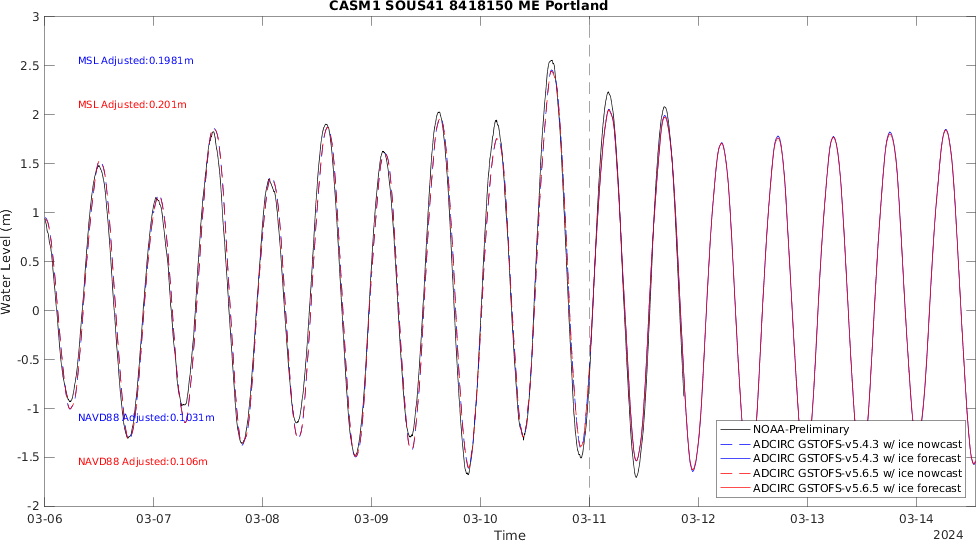 CASM1 SOUS41 8418150 ME Portland
3
2.5
2
1.5
1
0.5
0
-0.5
-1
-1.5
-2
Water Level (m)
MSL Adjusted:0.1981m
MSL Adjusted:0.201m
NAVD88 Adjusted:0.1031m
NAVD88 Adjusted:0.106m
NOAA-Preliminary
ADCIRC GSTOFS-v5.4.3 w/ ice nowcast
ADCIRC GSTOFS-v5.4.3 w/ ice forecast
ADCIRC GSTOFS-v5.6.5 w/ ice nowcast
ADCIRC GSTOFS-v5.6.5 w/ ice forecast
03-06 03-07 03-08 03-09 03-10 03-11 03-12 03-13 03-14
Time
2024